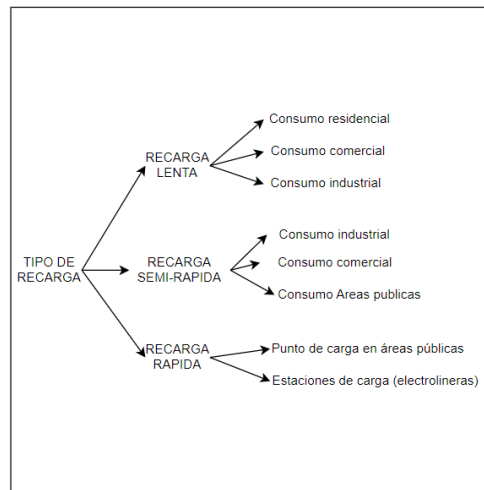 TIPO DE
RECARGA
RECARGA
LENTA
Consumo residencial
Consumo comercial
Consumo industrial
RECARGA
SEMI-RAPIDA
Consumo industrial
Consumo comercial
Consumo Areas publicas
RECARGA
RAPIDA
Punto de carga en áreas públicas
Estaciones de carga (electrolineras)